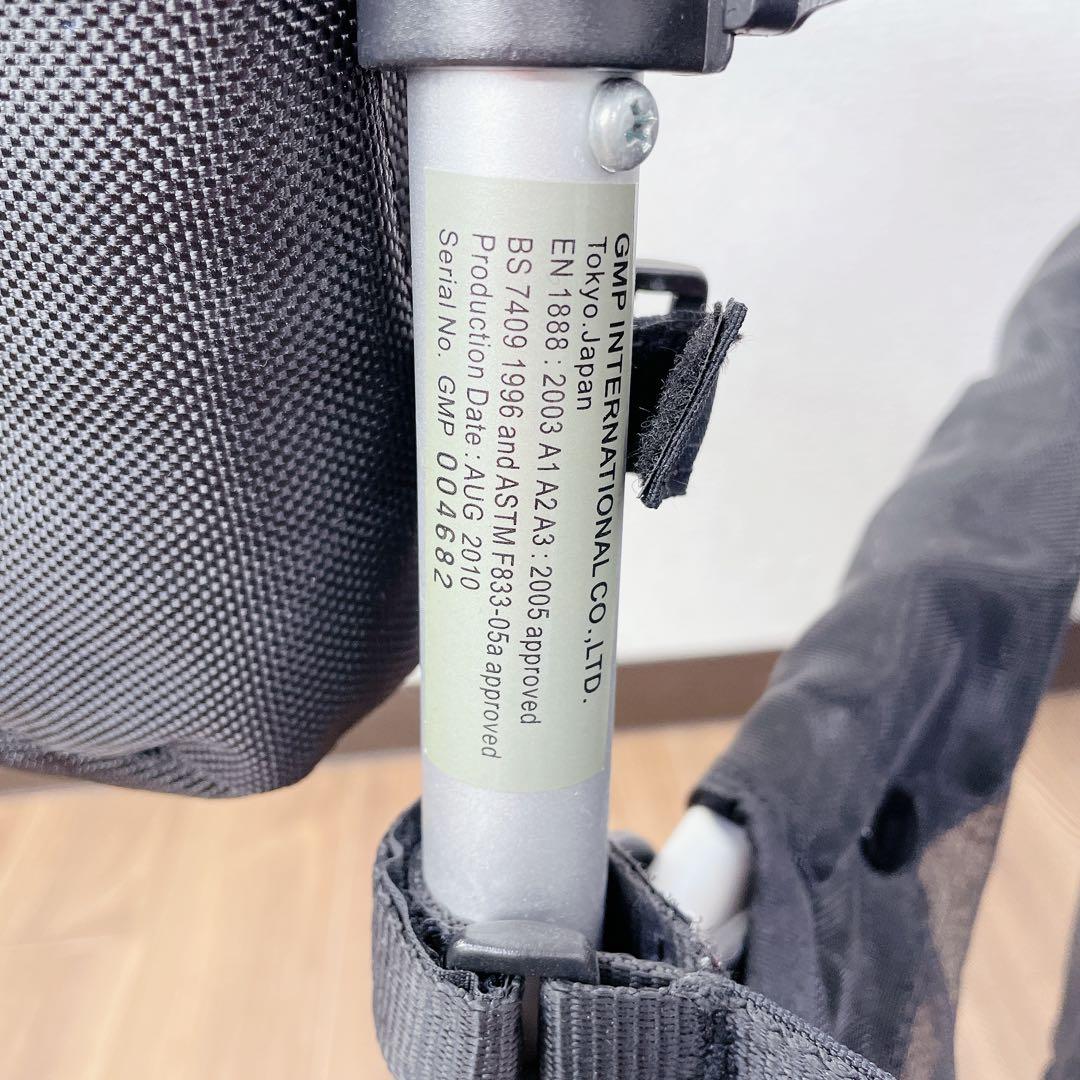 GMP INTERNATIONAL CO.,LTD.
Tokyo.Japan
EN 1888 : 2003 A1 A2 A3 : 2005 approved
BS 7409 1996 and ASTM F833-05a approved
Production Date : AUG 2010
Serial No. GMP 004682